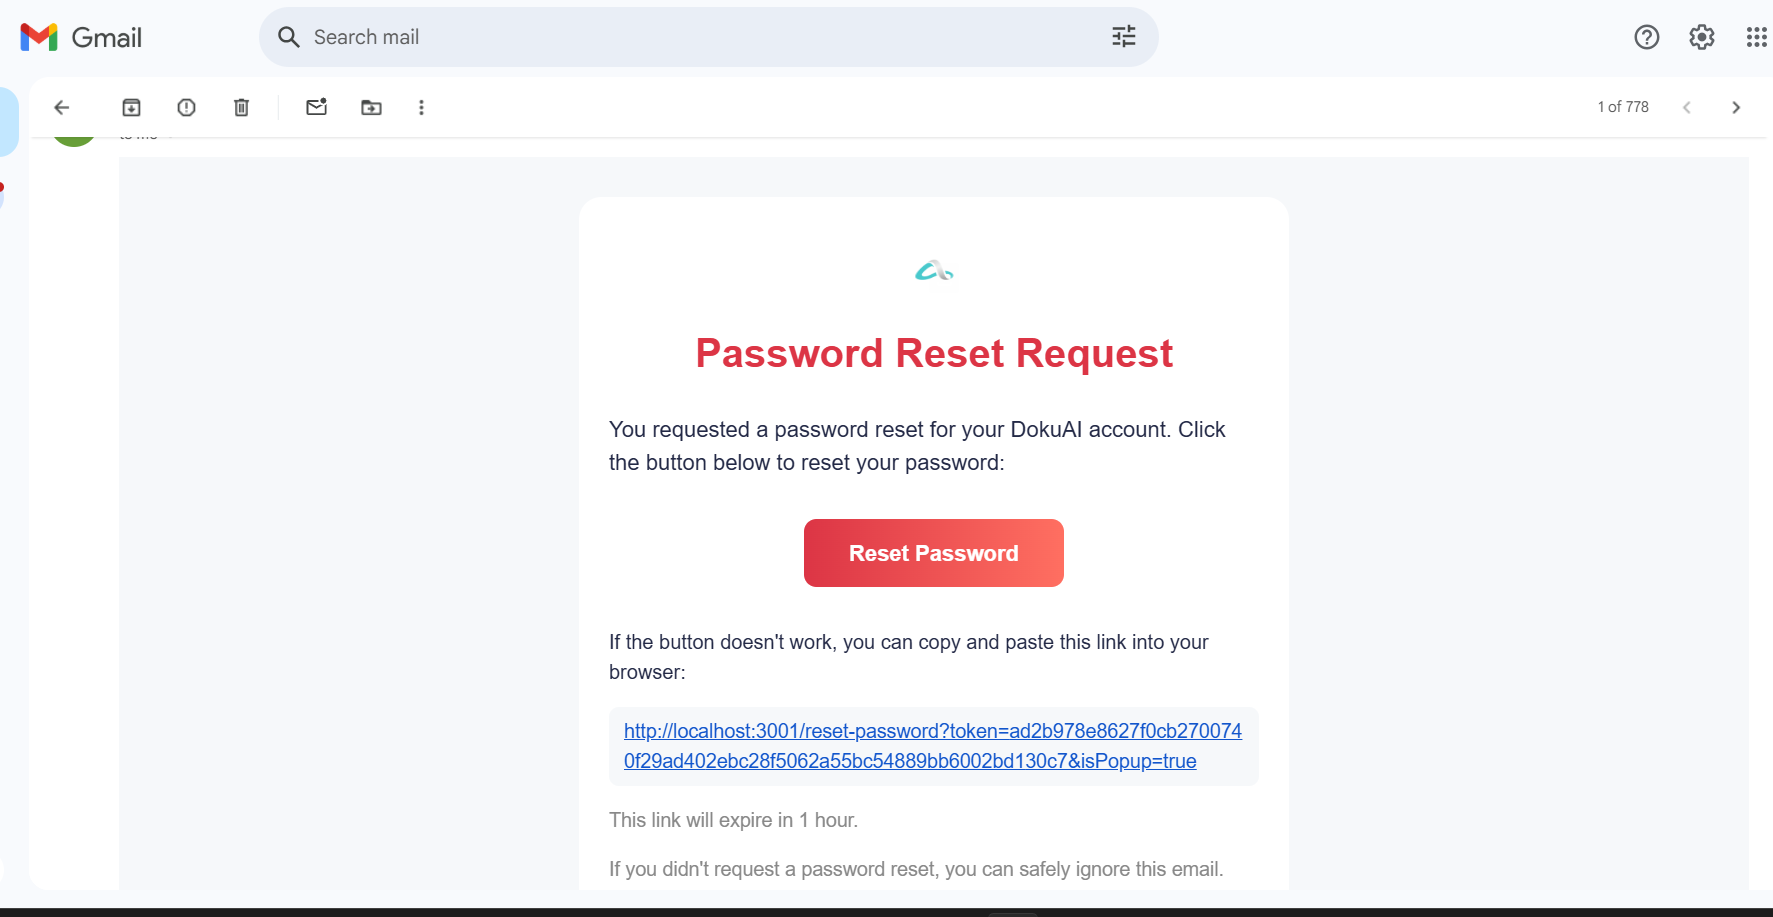 Gmail
Search mail
1 of 778
Password Reset Request
You requested a password reset for your DokuAI account. Click
the button below to reset your password:
Reset Password
If the button doesn't work, you can copy and paste this link into your
browser:
http://localhost:3001/reset-password?token=ad2b978e8627f0cb270074
0f29ad402ebc28f5062a55bc54889bb6002bd130c7&isPopup=true
This link will expire in 1 hour.
If you didn't request a password reset, you can safely ignore this email.